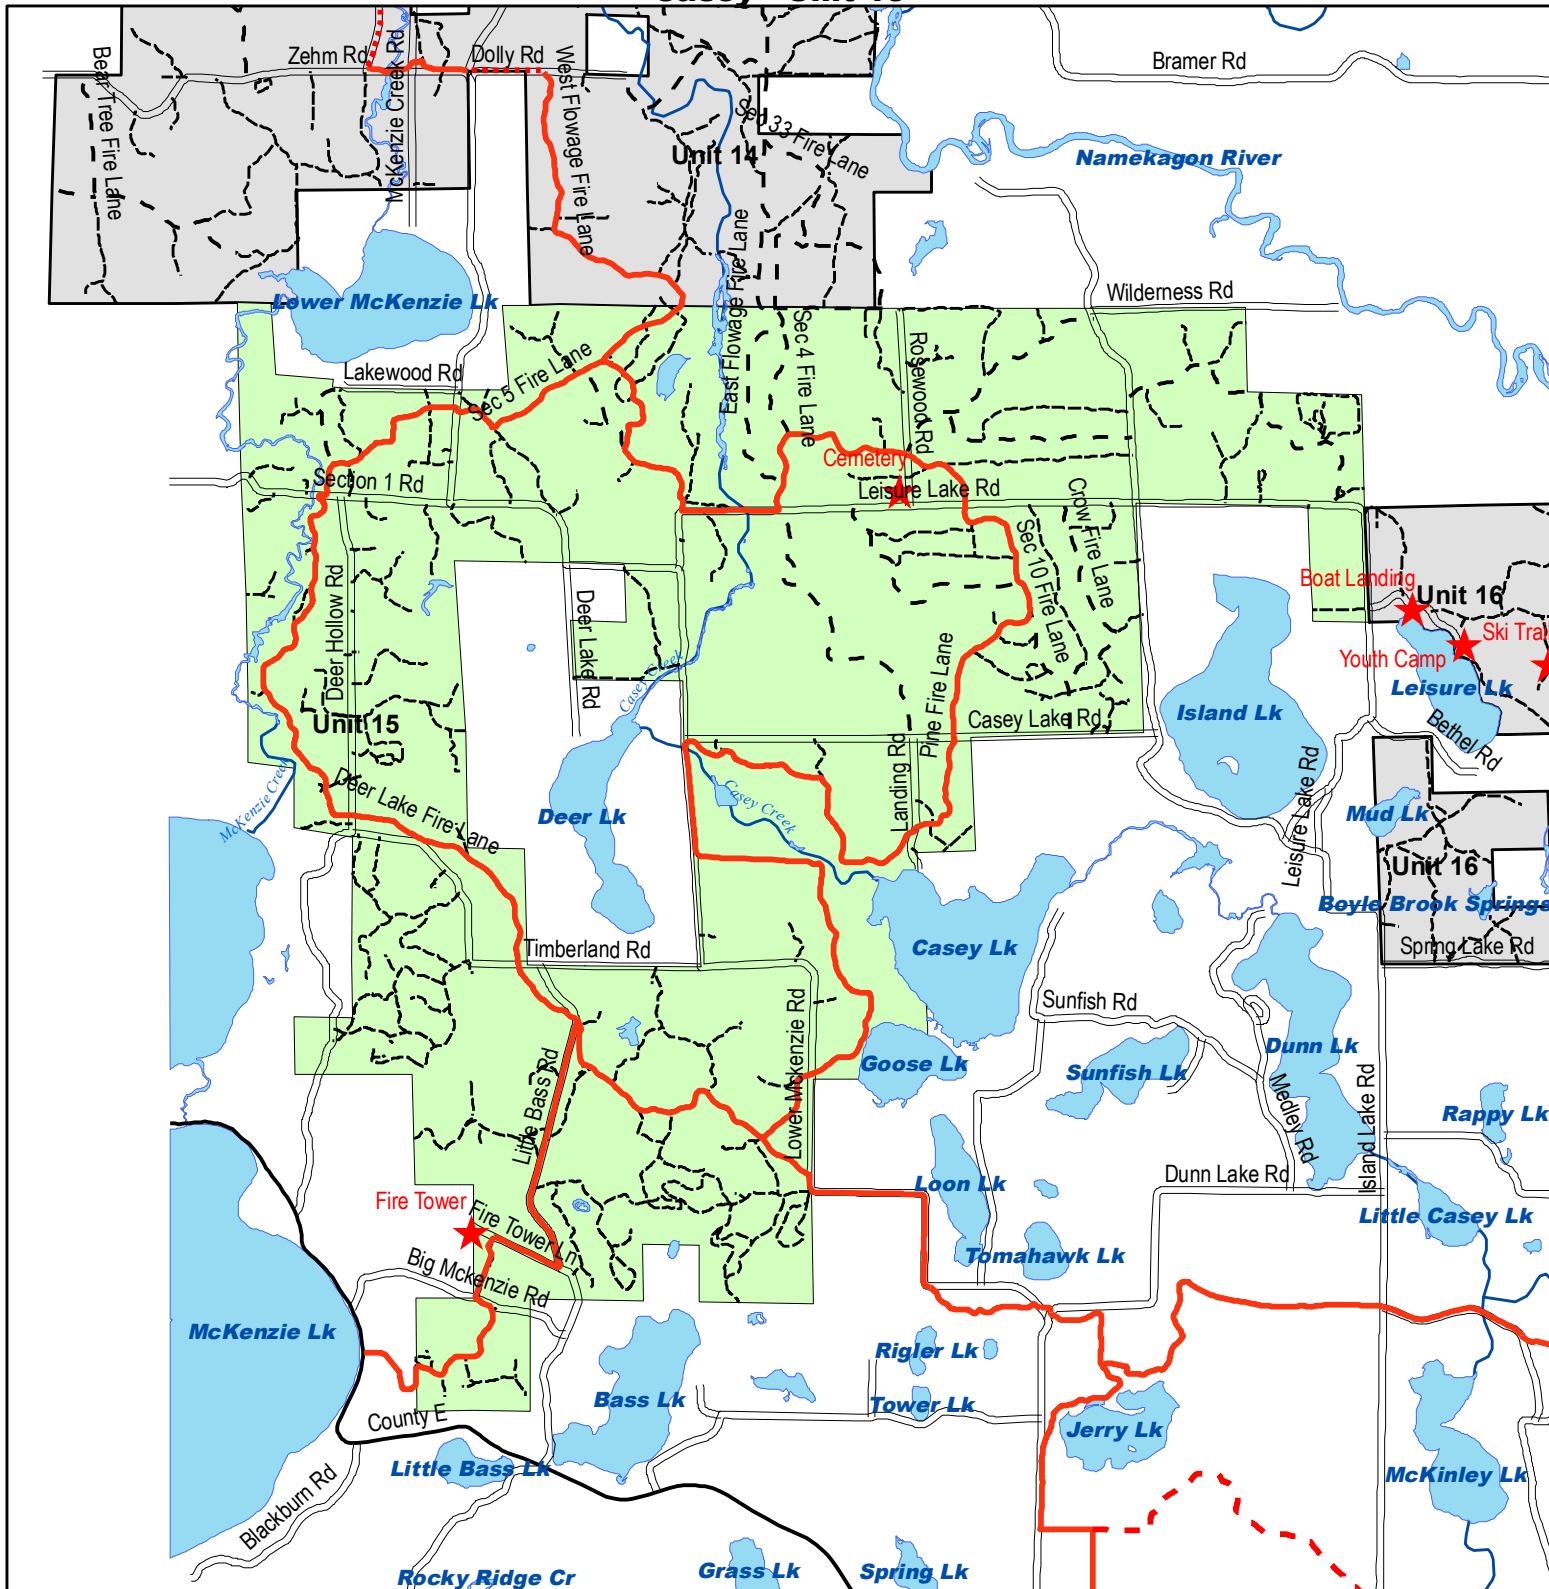 Casey - Unit 15
Zehm Rd
McKenzie Creek Rd
Dolly Rd
West Flowage Fire Lane
Bear Tree Fire Lane
Bramer Rd
Sec 33 Fire Lane
Unit 14
Namekagon River
East Flowage Fire Lane
Lower McKenzie Lk
Wilderness Rd
Lakewood Rd
Sec 5 Fire Lane
Sec 4 Fire Lane
Rosewood Rd
Cemetery
Section 1 Rd
Leisure Lake Rd
Crow Fire Lane
Sec 10 Fire Lane
Boat Landing
Unit 16
Ski Trai
Youth Camp
Leisure Lk
Deer Hollow Rd
Deer Lake Rd
Casey Creek
Pine Fire Lane
Casey Lake Rd
Island Lk
Unit 15
Bethel Rd
Landing Rd
Leisure Lake Rd
McKenzie Creek
Deer Lake Fire Lane
Deer Lk
Casey Creek
Mud Lk
Unit 16
Boyle Brook Springs
Timberland Rd
Casey Lk
Spring Lake Rd
Sunfish Rd
Lower Mckenzie Rd
Dunn Lk
Goose Lk
Sunfish Lk
Little Bass Rd
Medley Rd
Island Lake Rd
Rappy Lk
Loon Lk
Dunn Lake Rd
Fire Tower
Fire Tower Ln
Little Casey Lk
Tomahawk Lk
Big Mckenzie Rd
McKenzie Lk
Rigler Lk
Bass Lk
Tower Lk
County E
Jerry Lk
Little Bass Lk
McKinley Lk
Blackburn Rd
Rocky Ridge Cr
Grass Lk
Spring Lk